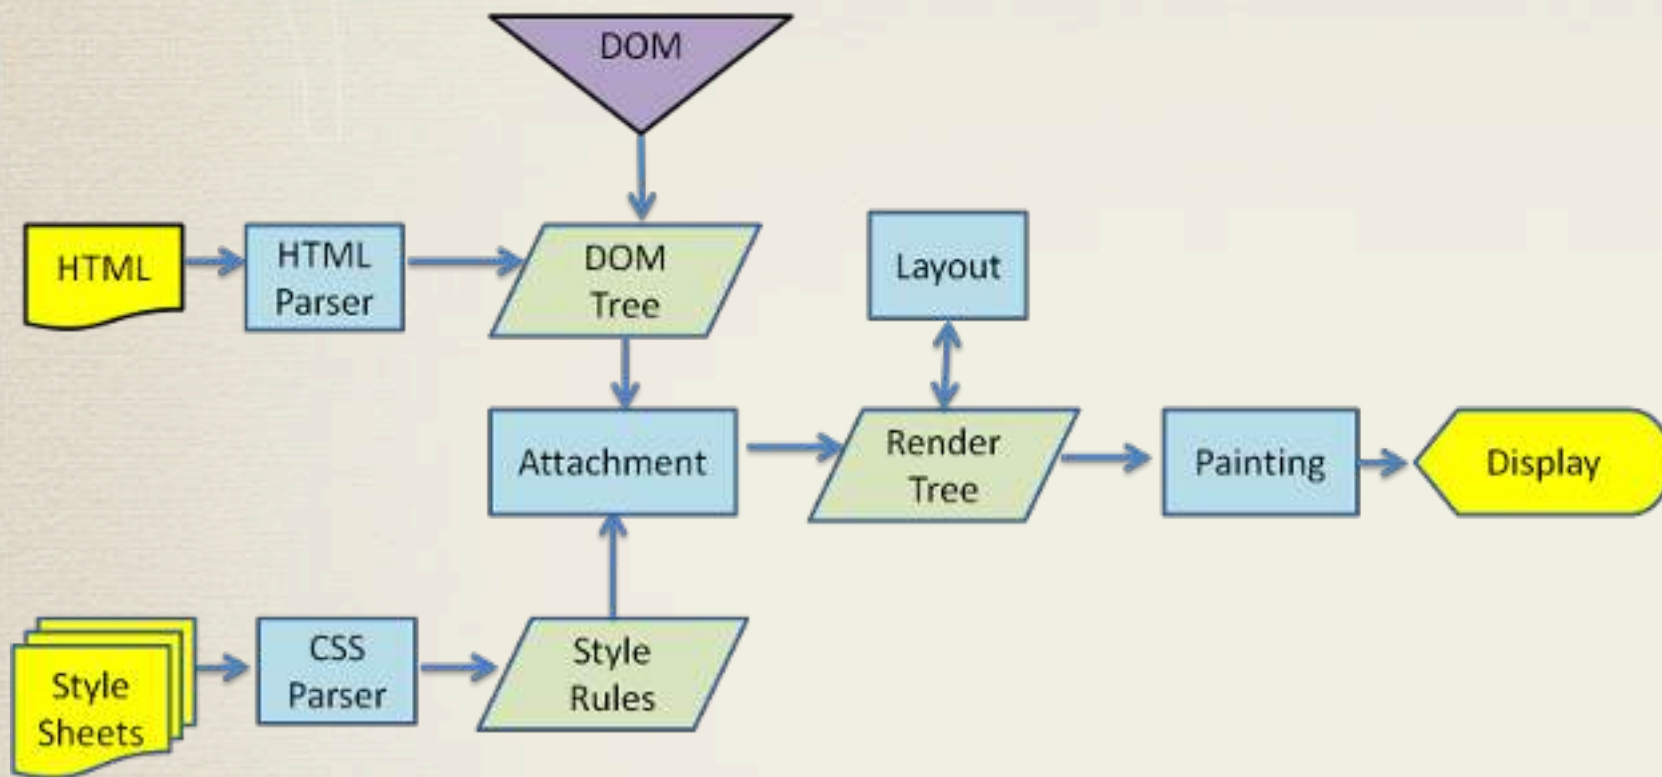 DOM
HTML
HTML
Parser
DOM
Tree
Layout
Attachment
Render
Tree
Painting
Display
Style
Sheets
CSS
Parser
Style
Rules